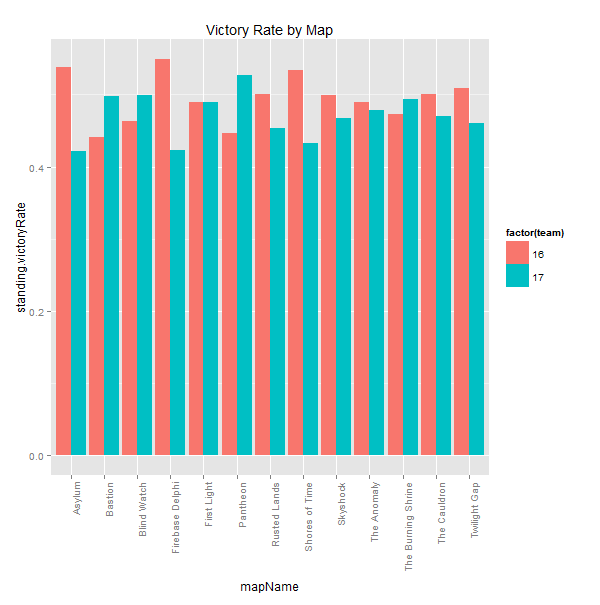 Victory Rate by Map
standing.victoryRate
0.4
0.2
0.0
Asylum
Bastion
Blind Watch
Firebase Delphi
First Light
Pantheon
Rusted Lands
Shores of Time
Skyshock
The Anomaly
The Burning Shrine
The Cauldron
Twilight Gap
mapName
factor(team)
16
17